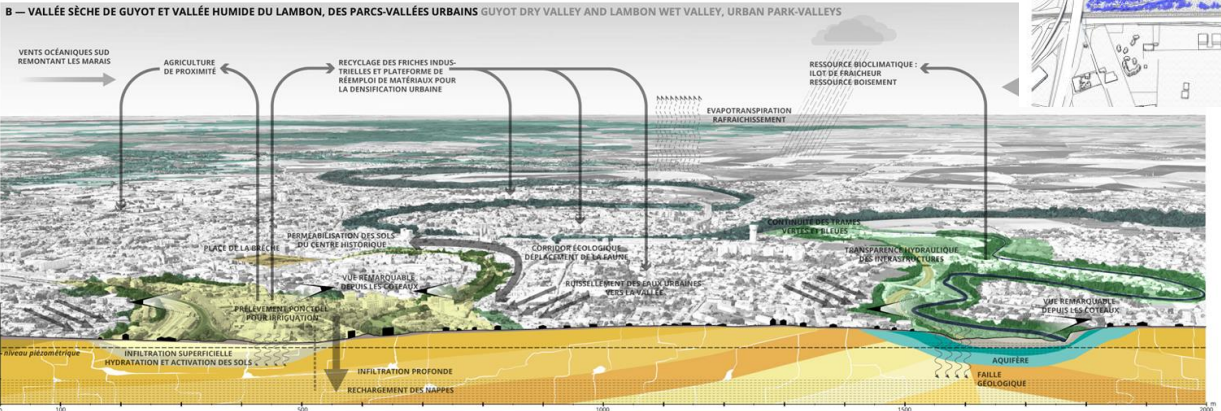 B — VALLÉE SÈCHE DE GUYOT ET VALLÉE HUMIDE DU LAMBON, DES PARCS-VALLÉES URBAINS GUYOT DRY VALLEY AND LAMBON WET VALLEY, URBAN PARK-VALLEYS
VENTS OCÉANIQUES SUD
REMONTANT LES MARAIS
AGRICULTURE
DE PROXIMITÉ
RECYCLAGE DES FRICHES INDUS-
TRIELLES ET PLATEFORME DE
RÉEMPLOI DE MATÉRIAUX POUR
LA DENSIFICATION URBAINE
EVAPOTRANSPIRATION
RAFRAICHISSEMENT
RESSOURCE BIOCLIMATIQUE :
ILOT DE FRAICHEUR
RESSOURCE BOISEMENT
CONTINUITÉ DES TRAMES
VERTES ET BLEUES
PLACE DE LA BRÈCHE
PERMÉABILISATION DES SOLS
DU CENTRE HISTORIQUE
CORRIDOR ÉCOLOGIQUE
DÉPLACEMENT DE LA FAUNE
TRANSPARENCE HYDRAULIQUE
DES INFRASTRUCTURES
VUE REMARQUABLE
DEPUIS LES COTEAUX
RUISSELLEMENT DES EAUX URBAINES
VERS LA VALLÉE
VUE REMARQUABLE
DEPUIS LES COTEAUX
PRÉLÈVEMENT PONCTUEL
POUR IRRIGUATION
niveau piézométrique
INFILTRATION SUPERFICIELLE
HYDRATATION ET ACTIVATION DES SOLS
INFILTRATION PROFONDE
RECHARGEMENT DES NAPPES
AQUIFÈRE
FAILLE
GÉOLOGIQUE
100
500
1000
1500
2000 m